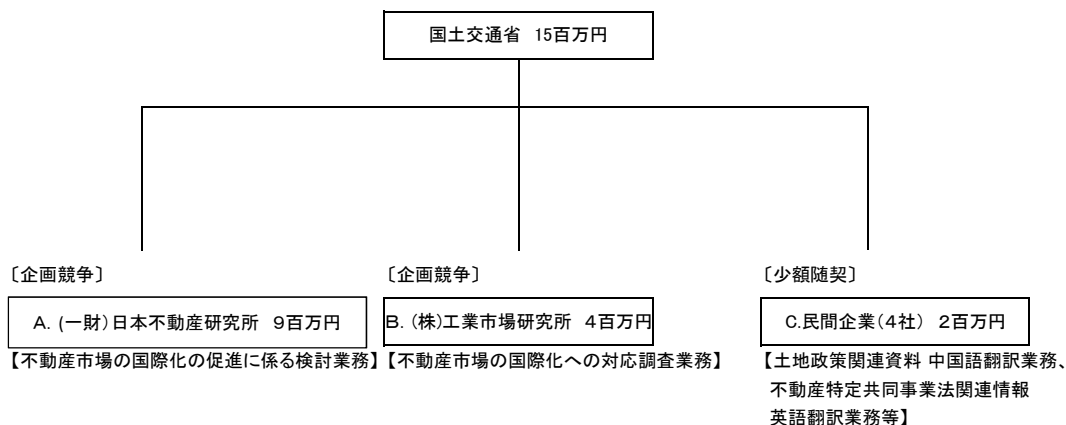 国土交通省 15百万円
〔企画競争〕
A. (一財)日本不動産研究所 9百万円
【不動産市場の国際化の促進に係る検討業務】
〔企画競争〕
B. (株)工業市場研究所 4百万円
【不動産市場の国際化への対応調査業務】
〔少額随契〕
C.民間企業(4社) 2百万円
【土地政策関連資料 中国語翻訳業務、
不動産特定共同事業法関連情報
英語翻訳業務等】